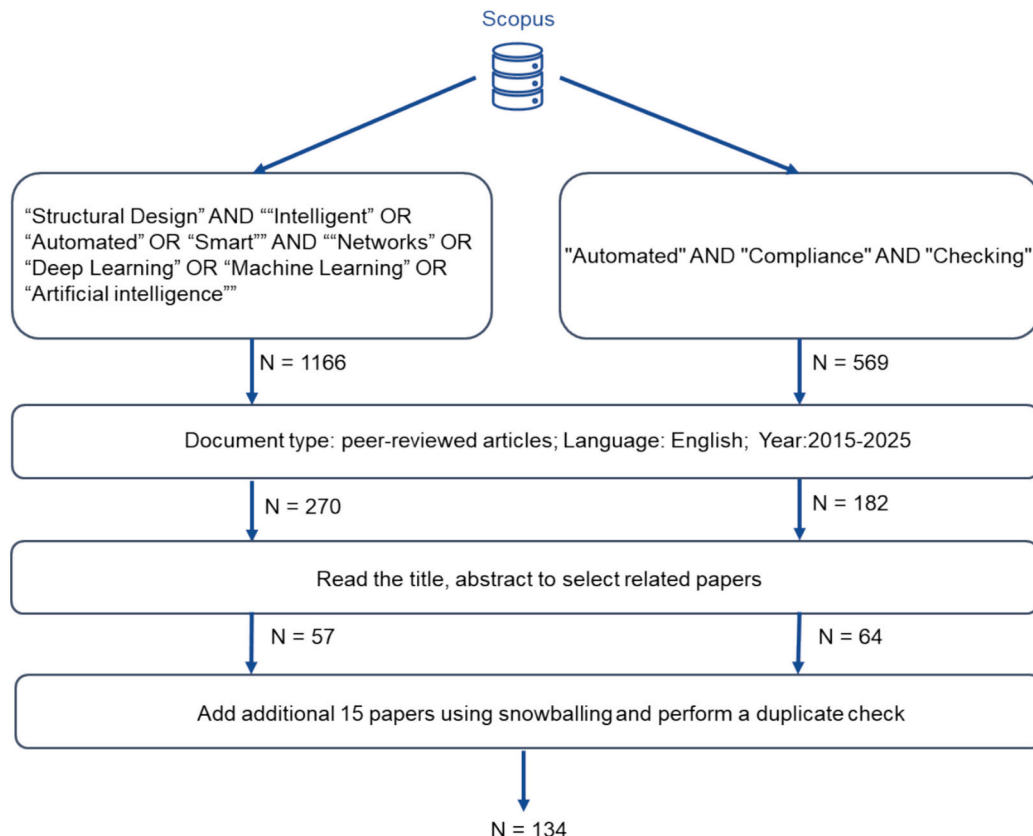 Scopus
“Structural Design” AND ““Intelligent” OR
“Automated” OR “Smart”” AND ““Networks” OR
“Deep Learning” OR “Machine Learning” OR
“Artificial intelligence””
"Automated" AND "Compliance" AND "Checking"
N = 1166
N = 569
Document type: peer-reviewed articles; Language: English; Year:2015-2025
N = 270
N = 182
Read the title, abstract to select related papers
N = 57
N = 64
Add additional 15 papers using snowballing and perform a duplicate check
N = 134